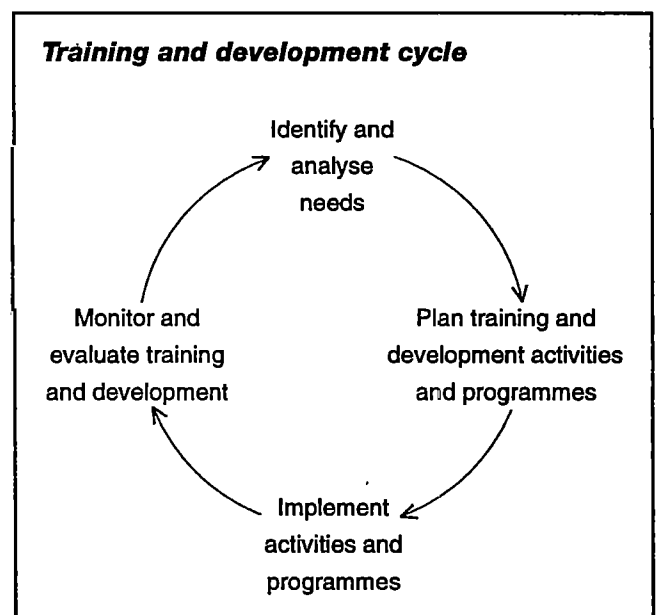 Training and development cycle
Identify and
analyse
needs
Plan training and
development activities
and programmes
Implement
activities and
programmes
Monitor and
evaluate training
and development